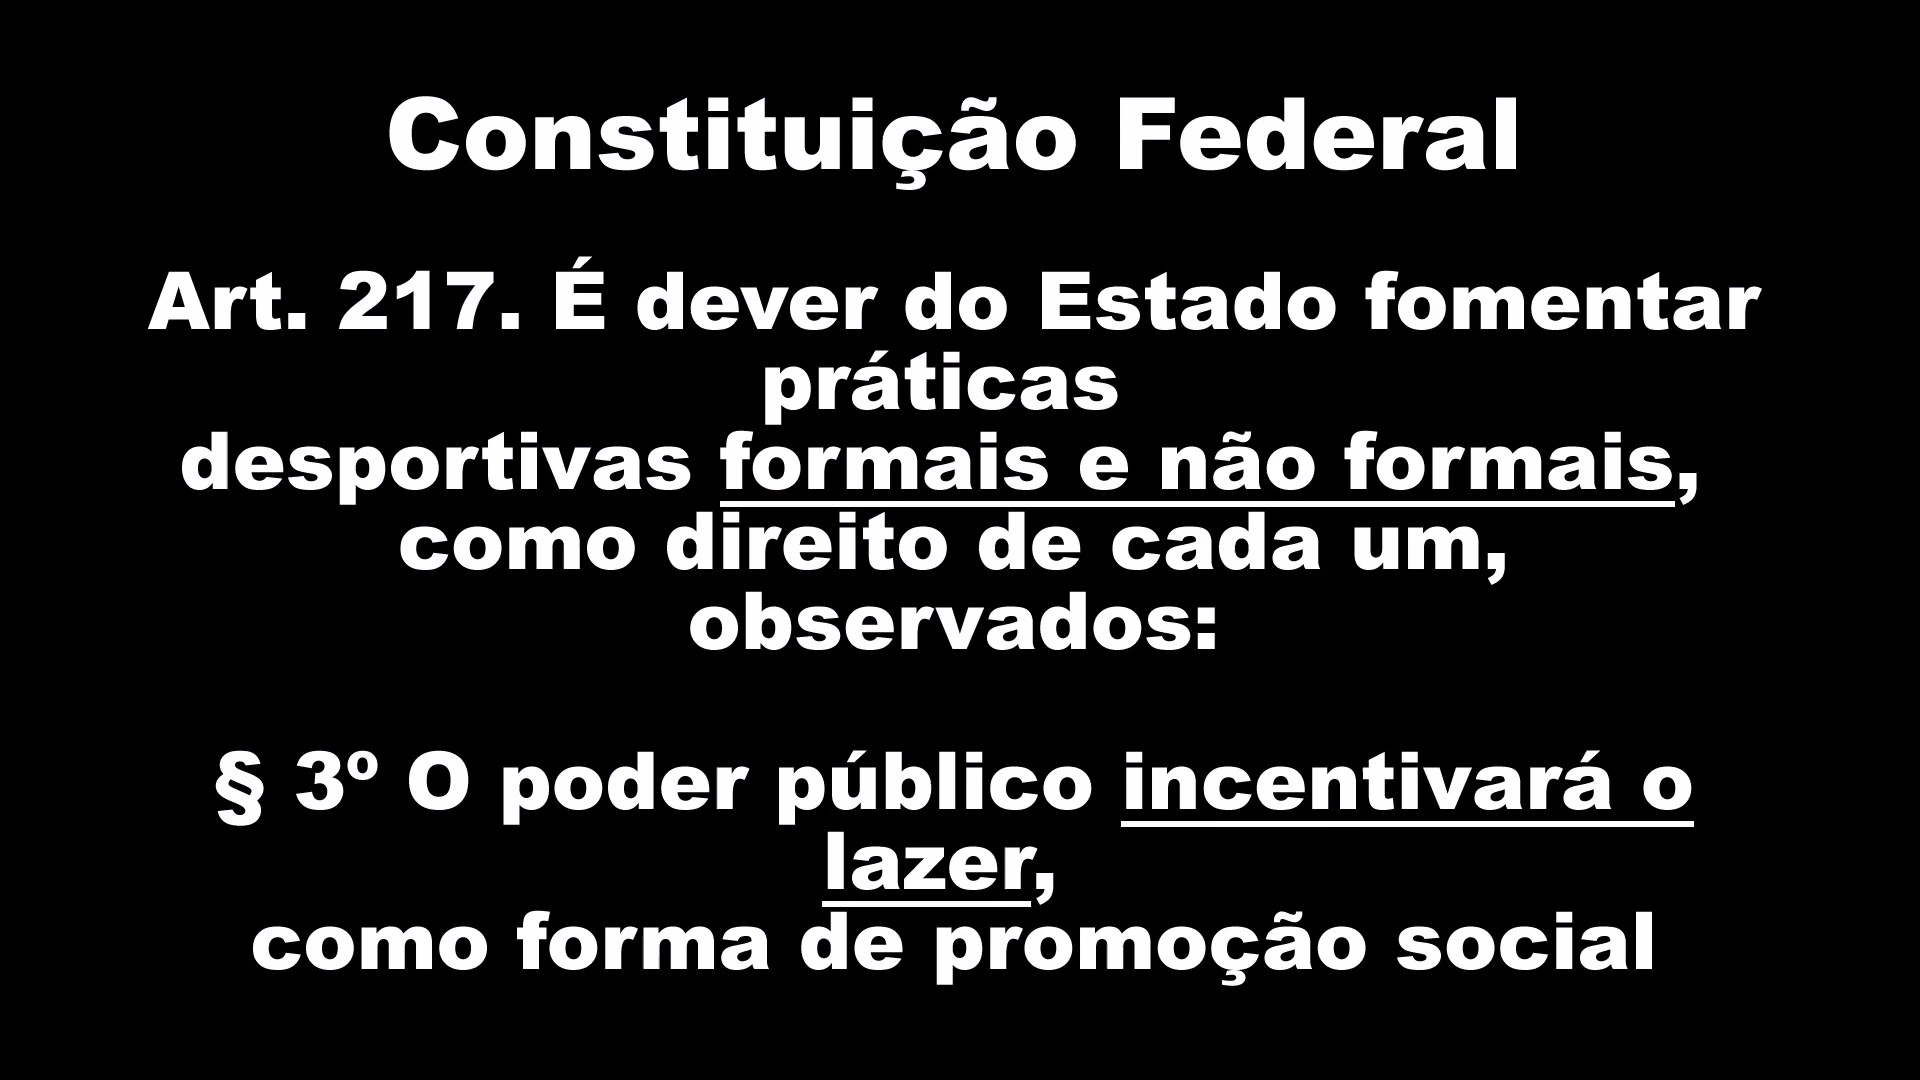 Constituição Federal
Art. 217. É dever do Estado fomentar
práticas
desportivas formais e não formais,
como direito de cada um,
observados:
§ 3º O poder público incentivará o
lazer,
como forma de promoção social